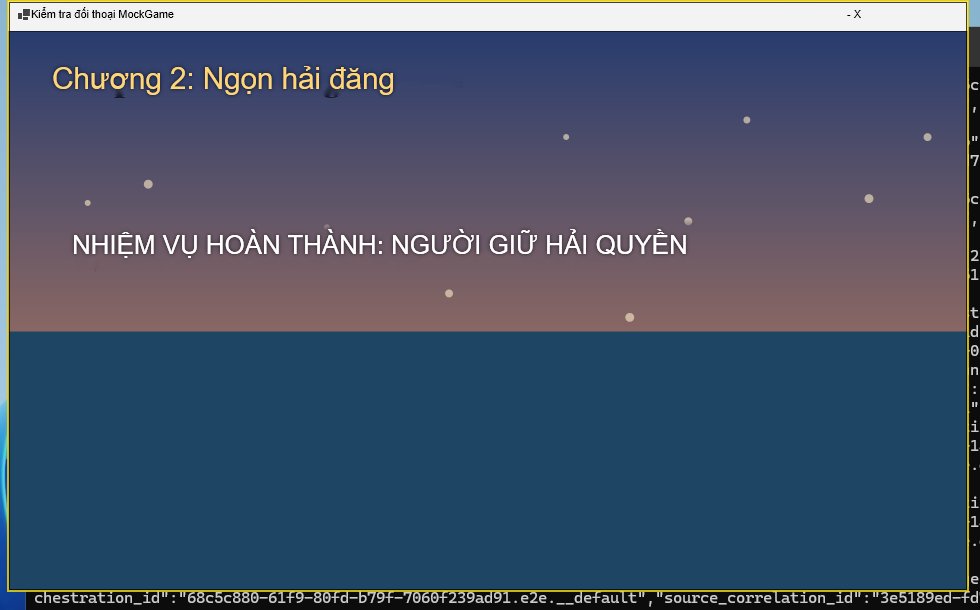 Kiểm tra đối thoại MockGame
- X
Chương 2: Ngọn hải đăng
NHIỆM VỤ HOÀN THÀNH: NGƯỜI GIỮ HẢI QUYỀN
chestration_id":"68c5c880-61f9-80fd-b79f-7060f239ad91.e2e.__default","source_correlation_id":"3e5189ed-f